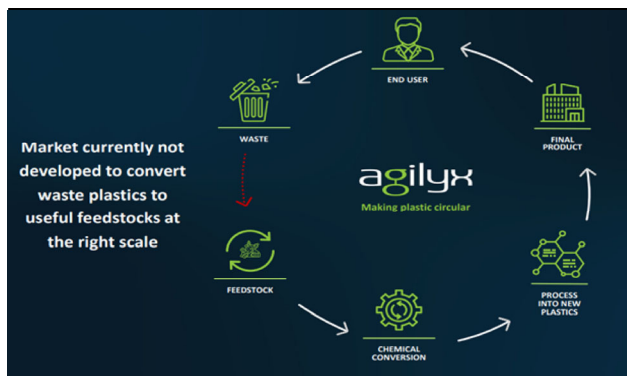 END USER
WASTE
FINAL
PRODUCT
Market currently not
developed to convert
waste plastics to
useful feedstocks at
the right scale
agilyx
Making plastic circular
FEEDSTOCK
PROCESS
INTO NEW
PLASTICS
CHEMICAL
CONVERSION